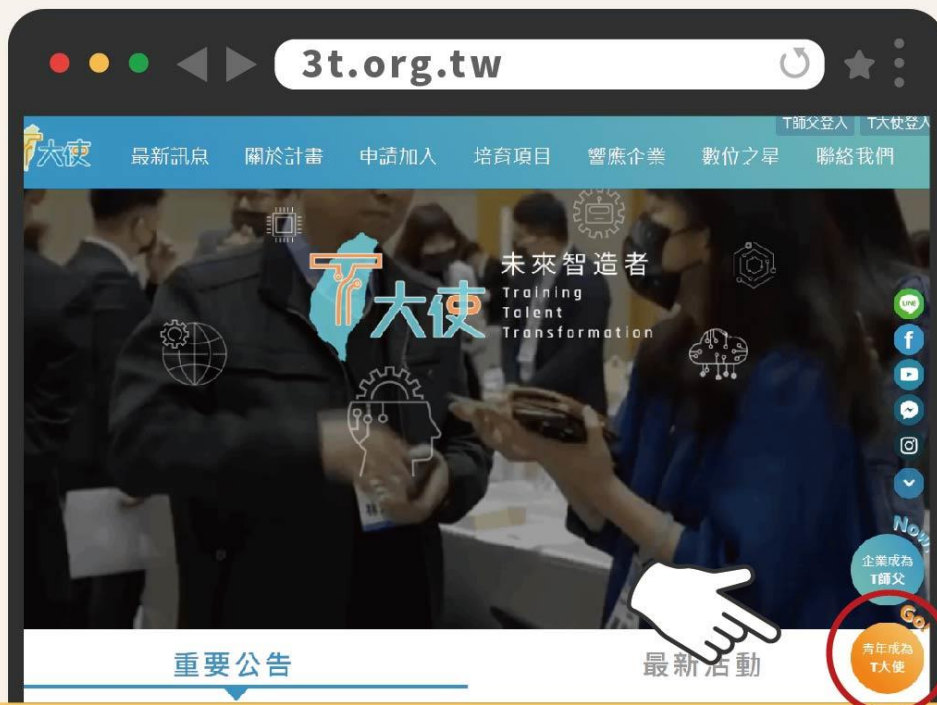 3t.org.tw
T師父登入 T大使登入
T大使 最新訊息 關於計畫 申請加入 培育項目 響應企業 數位之星 聯絡我們
T大使
未來智造者
Training
Talent
Transformation
LINE
Now!
企業成為
T師父
Go!
青年成為
T大使
重要公告 最新活動